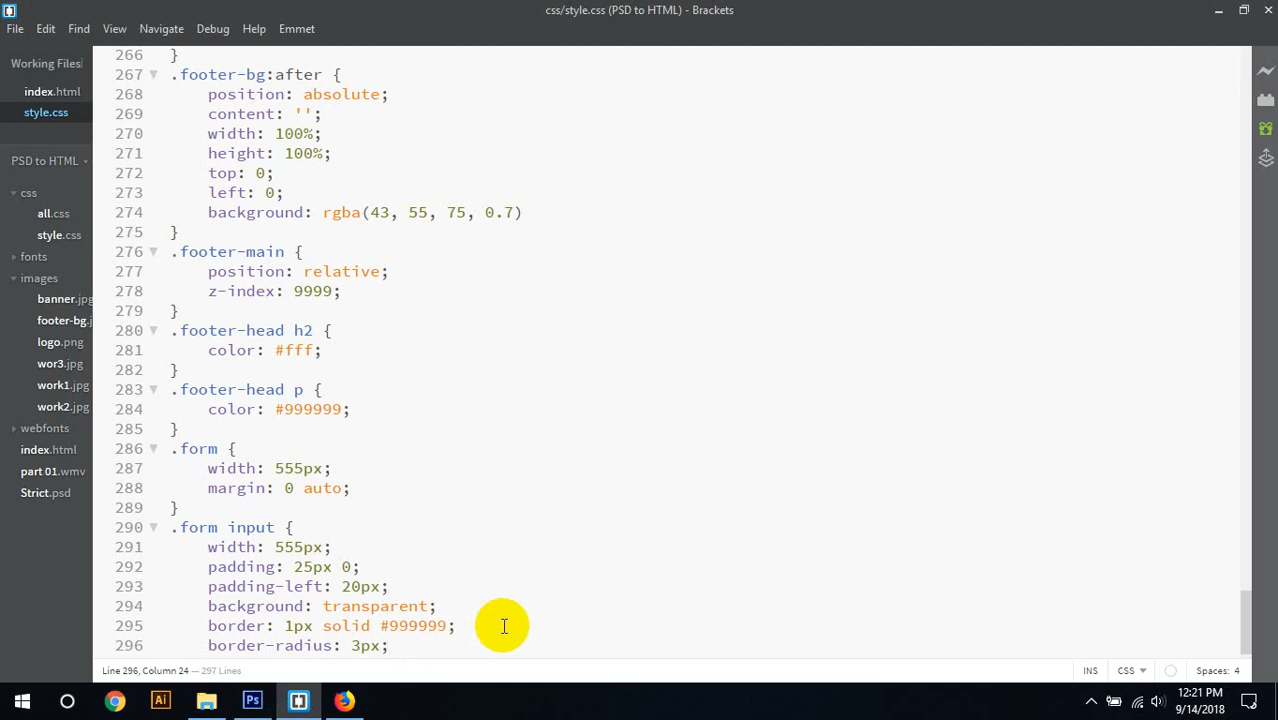 css/style.css (PSD to HTML) - Brackets
File Edit Find View Navigate Debug Help Emmet
Working Files
index.html
style.css
PSD to HTML
css
all.css
style.css
fonts
images
banner.jpg
footer-bg.j
logo.png
wor3.jpg
work1.jpg
work2.jpg
webfonts
index.html
part 01.wmv
Strict.psd
266 }
267 .footer-bg:after {
268 position: absolute;
269 content: '';
270 width: 100%;
271 height: 100%;
272 top: 0;
273 left: 0;
274 background: rgba(43, 55, 75, 0.7)
275 }
276 .footer-main {
277 position: relative;
278 z-index: 9999;
279 }
280 .footer-head h2 {
281 color: #fff;
282 }
283 .footer-head p {
284 color: #999999;
285 }
286 .form {
287 width: 555px;
288 margin: 0 auto;
289 }
290 .form input {
291 width: 555px;
292 padding: 25px 0;
293 padding-left: 20px;
294 background: transparent;
295 border: 1px solid #999999;
296 border-radius: 3px;
Line 296, Column 24 — 297 Lines
INS CSS Spaces: 4
Ai Ps
12:21 PM
9/14/2018